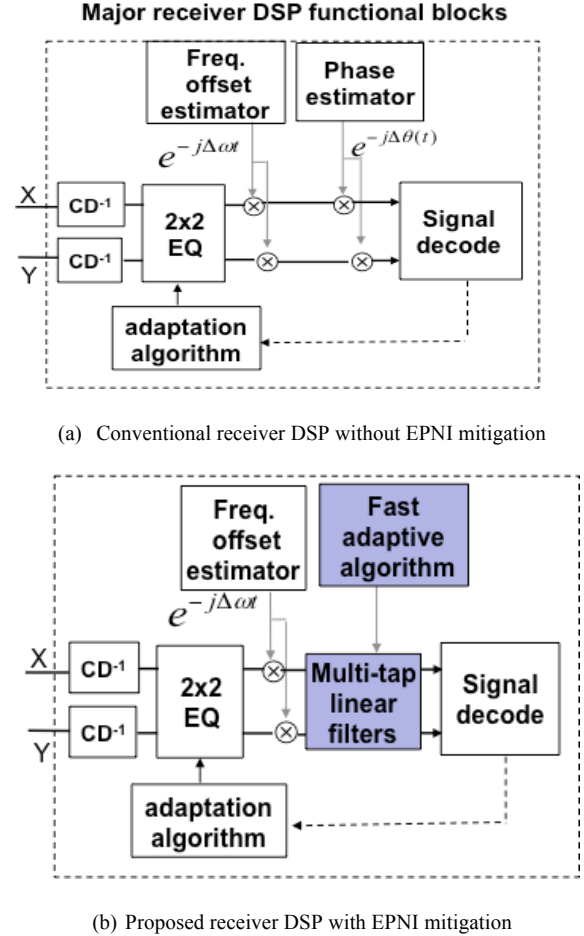 Major receiver DSP functional blocks
Freq.
offset
estimator
Phase
estimator
e^{-jΔωt}
e^{-jΔθ(t)}
X
CD⁻¹
2x2
EQ
Signal
decode
Y
CD⁻¹
adaptation
algorithm
(a) Conventional receiver DSP without EPNI mitigation
Freq.
offset
estimator
Fast
adaptive
algorithm
e^{-jΔωt}
X
CD⁻¹
2x2
EQ
Multi-tap
linear
filters
Signal
decode
Y
CD⁻¹
adaptation
algorithm
(b) Proposed receiver DSP with EPNI mitigation